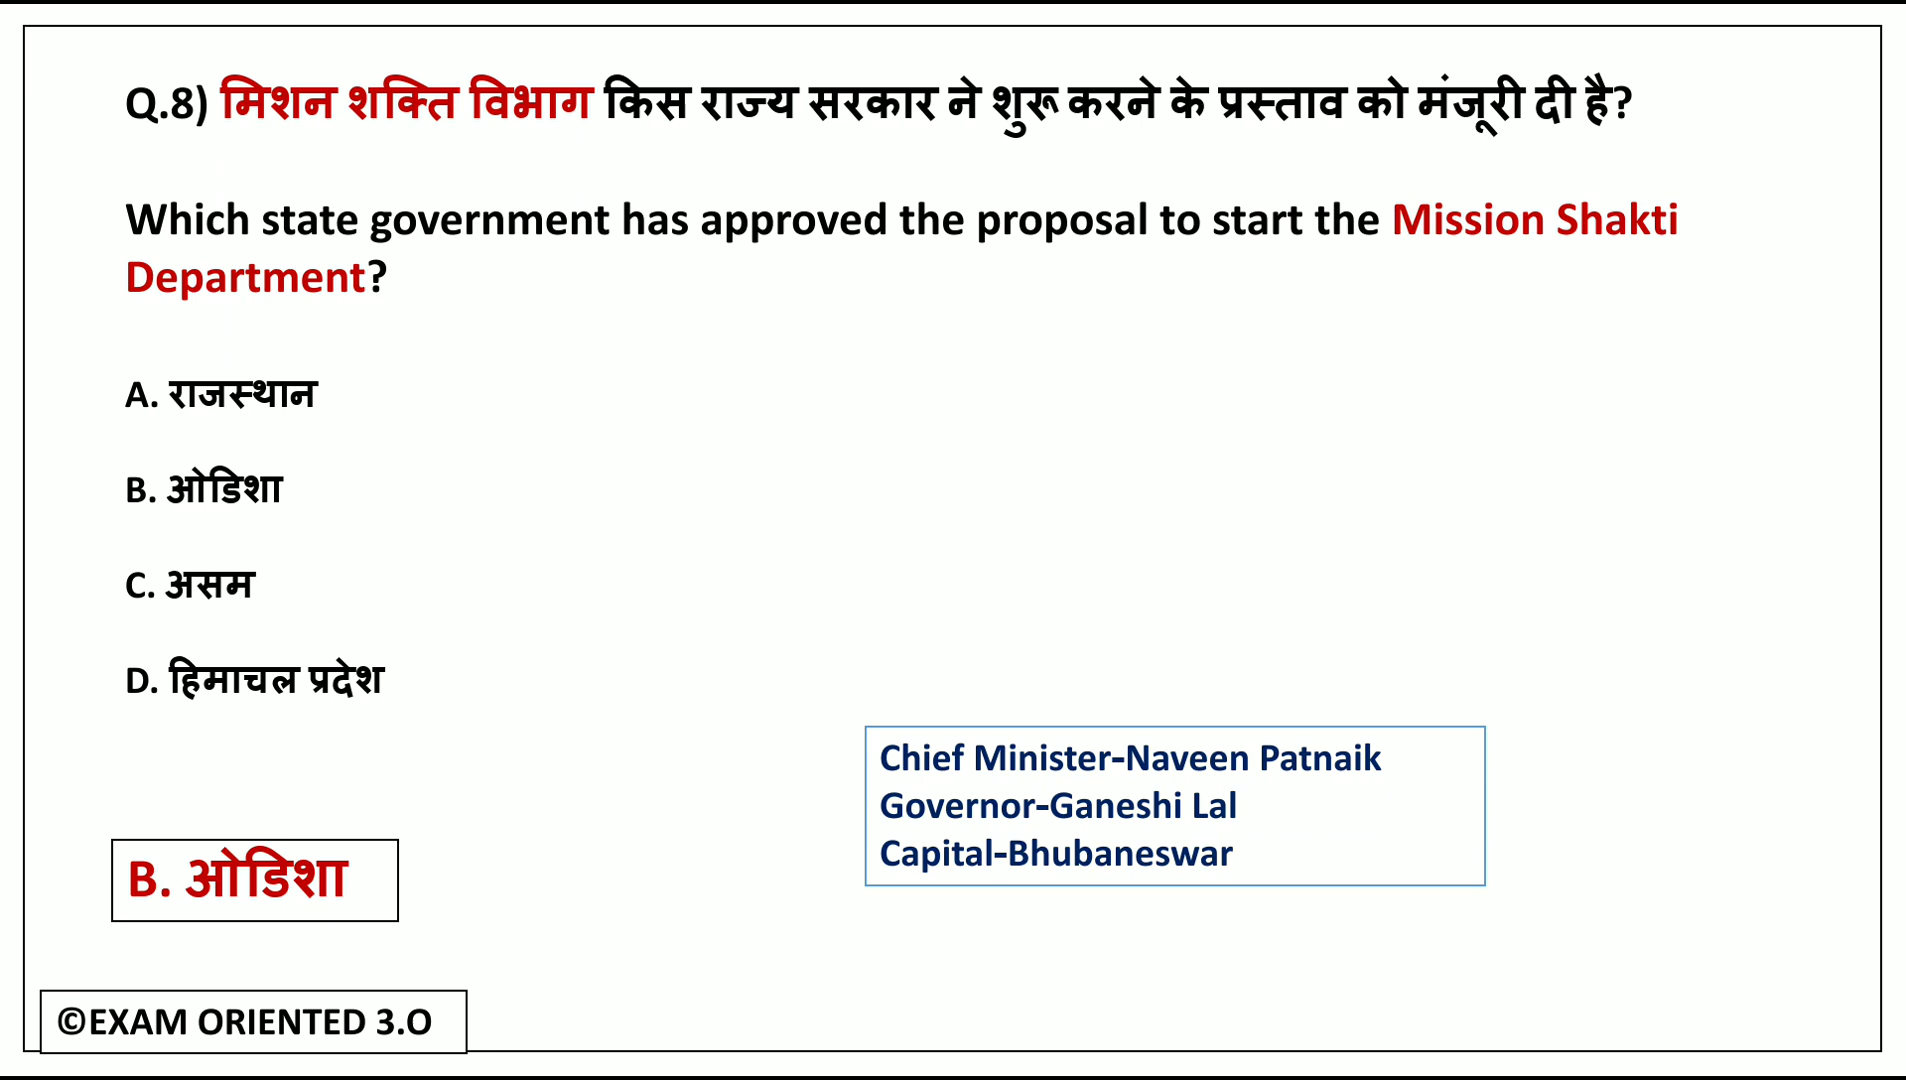 Q.8) मिशन शक्ति विभाग किस राज्य सरकार ने शुरू करने के प्रस्ताव को मंजूरी दी है?
Which state government has approved the proposal to start the Mission Shakti
Department?
A. राजस्थान
B. ओडिशा
C. असम
D. हिमाचल प्रदेश
Chief Minister-Naveen Patnaik
Governor-Ganeshi Lal
Capital-Bhubaneswar
B. ओडिशा
©EXAM ORIENTED 3.O